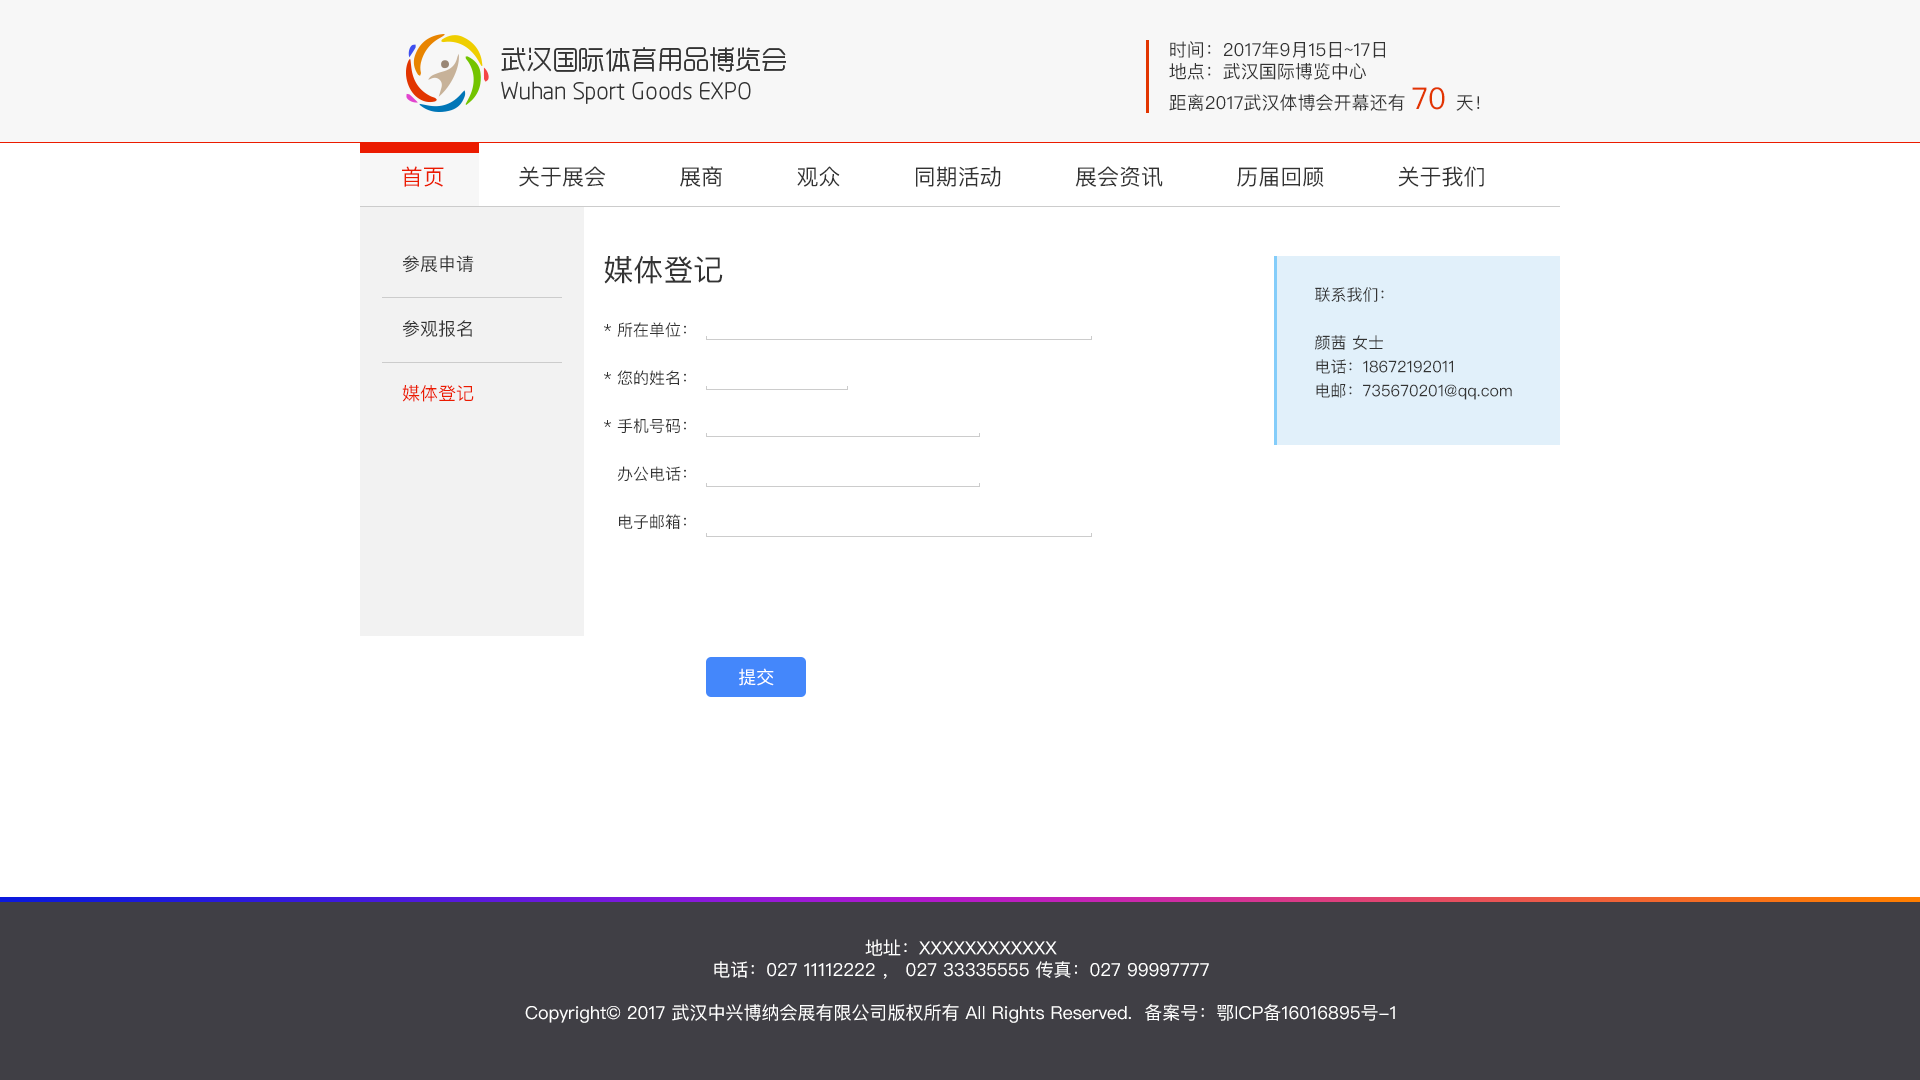 武汉国际体育用品博览会
Wuhan Sport Goods EXPO
时间：2017年9月15日~17日
地点：武汉国际博览中心
距离2017武汉体博会开幕还有 70 天！
首页 关于展会 展商 观众 同期活动 展会资讯 历届回顾 关于我们
参展申请
参观报名
媒体登记
媒体登记
* 所在单位：
* 您的姓名：
* 手机号码：
办公电话：
电子邮箱：
提交
联系我们：
颜茜 女士
电话：18672192011
电邮：735670201@qq.com
地址：XXXXXXXXXXXX
电话：027 11112222 ， 027 33335555 传真：027 99997777
Copyright© 2017 武汉中兴博纳会展有限公司版权所有 All Rights Reserved. 备案号：鄂ICP备16016895号-1